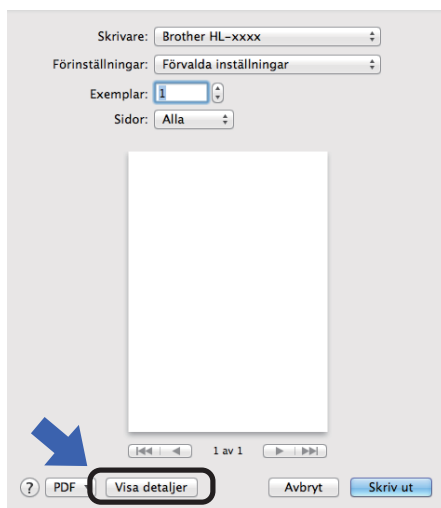 Skrivare: Brother HL-xxxx
Förinställningar: Förvalda inställningar
Exemplar: 1
Sidor: Alla
1 av 1
? PDF Visa detaljer Avbryt Skriv ut